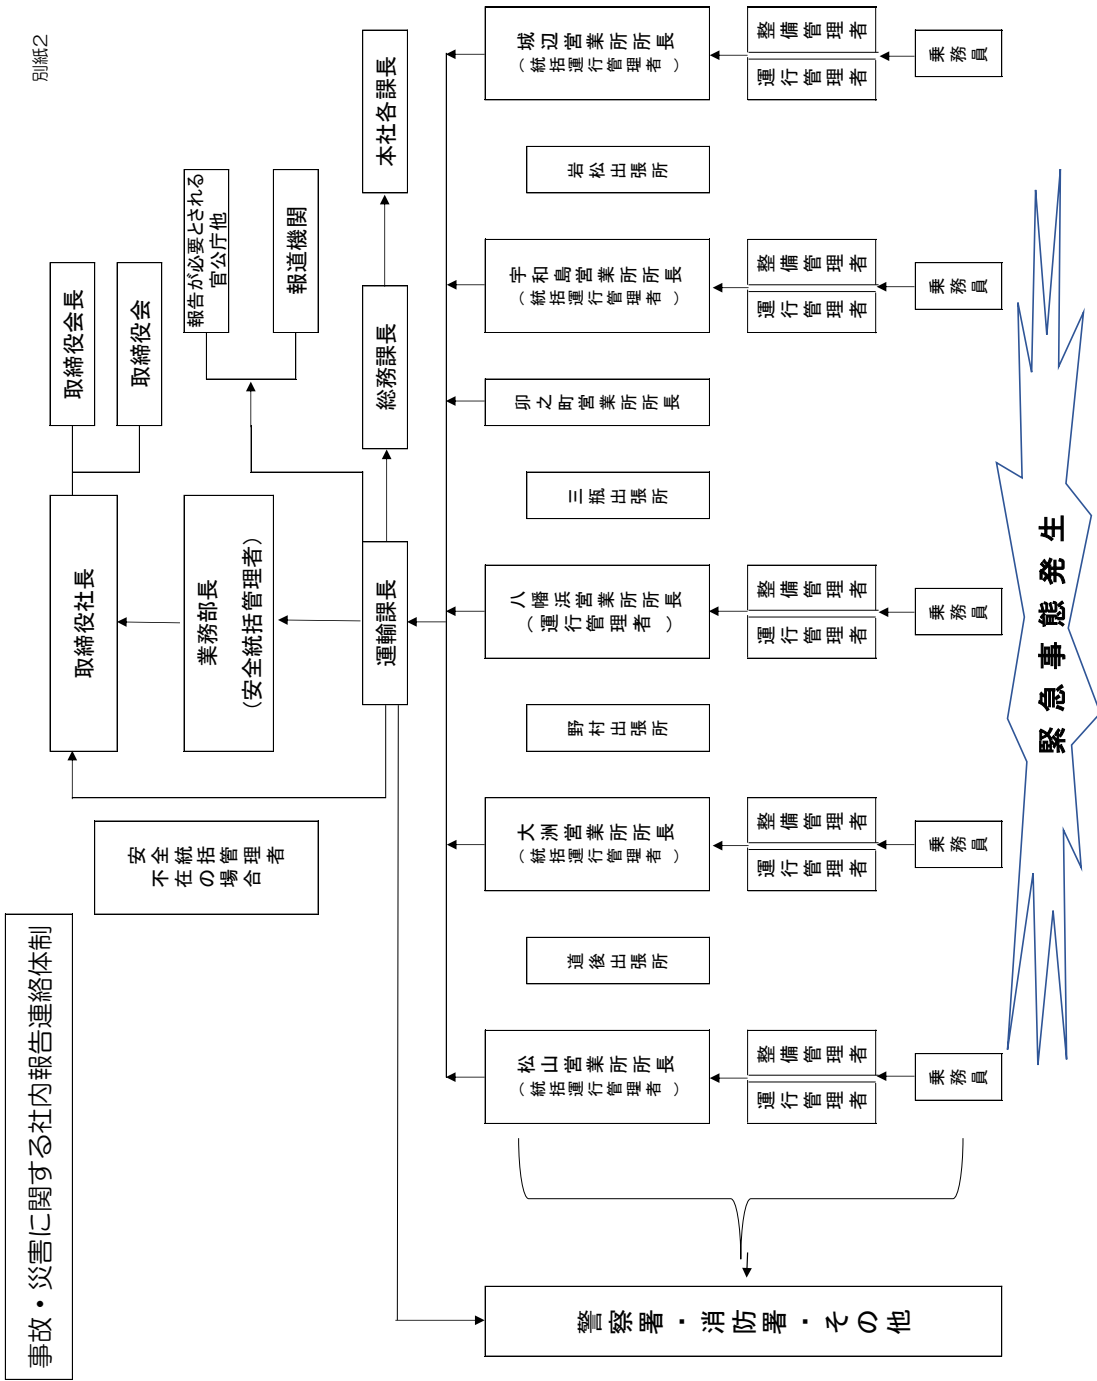 事故・災害に関する社内報告連絡体制
別紙2
取締役社長
取締役会長
取締役会
安全統括管理者
不在の場合
業務部長
(安全統括管理者)
報告が必要とされる
官公庁他
報道機関
運輸課長
総務課長
本社各課長
松山営業所所長
(統括運行管理者)
道後出張所
大洲営業所所長
(統括運行管理者)
野村出張所
八幡浜営業所所長
(運行管理者)
三瓶出張所
卯之町営業所所長
宇和島営業所所長
(統括運行管理者)
岩松出張所
城辺営業所所長
(統括運行管理者)
運行管理者
整備管理者
運行管理者
整備管理者
運行管理者
整備管理者
運行管理者
整備管理者
運行管理者
整備管理者
乗務員
乗務員
乗務員
乗務員
乗務員
警察署・消防署・その他
緊急事態発生